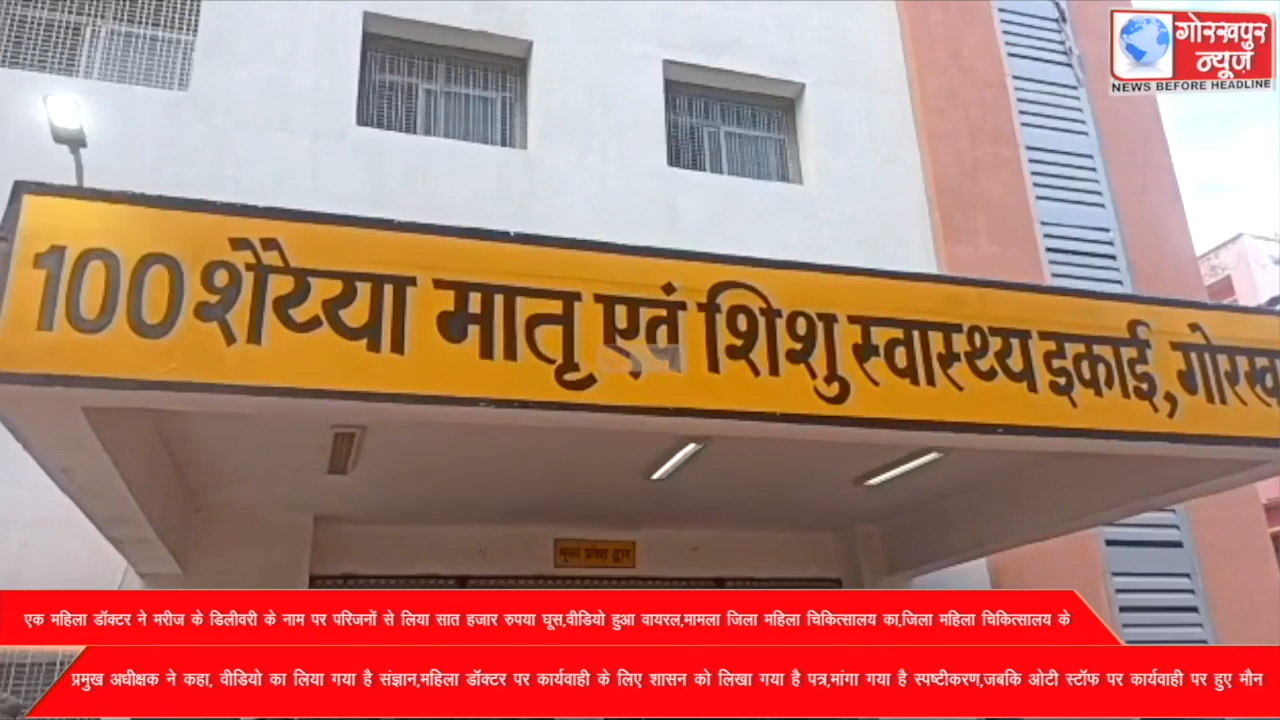 गोरखपुर
न्यूज़
NEWS BEFORE HEADLINE
100 शैय्या मातृ एवं शिशु स्वास्थ्य इकाई, गोरख
मुख्य प्रवेश द्वार
एक महिला डॉक्टर ने मरीज के डिलीवरी के नाम पर परिजनों से लिया सात हजार रुपया घूस,वीडियो हुआ वायरल,मामला जिला महिला चिकित्सालय का,जिला महिला चिकित्सालय के
प्रमुख अधीक्षक ने कहा, वीडियो का लिया गया है संज्ञान,महिला डॉक्टर पर कार्यवाही के लिए शासन को लिखा गया है पत्र,मांगा गया है स्पष्टीकरण,जबकि ओटी स्टॉफ पर कार्यवाही पर हुए मौन